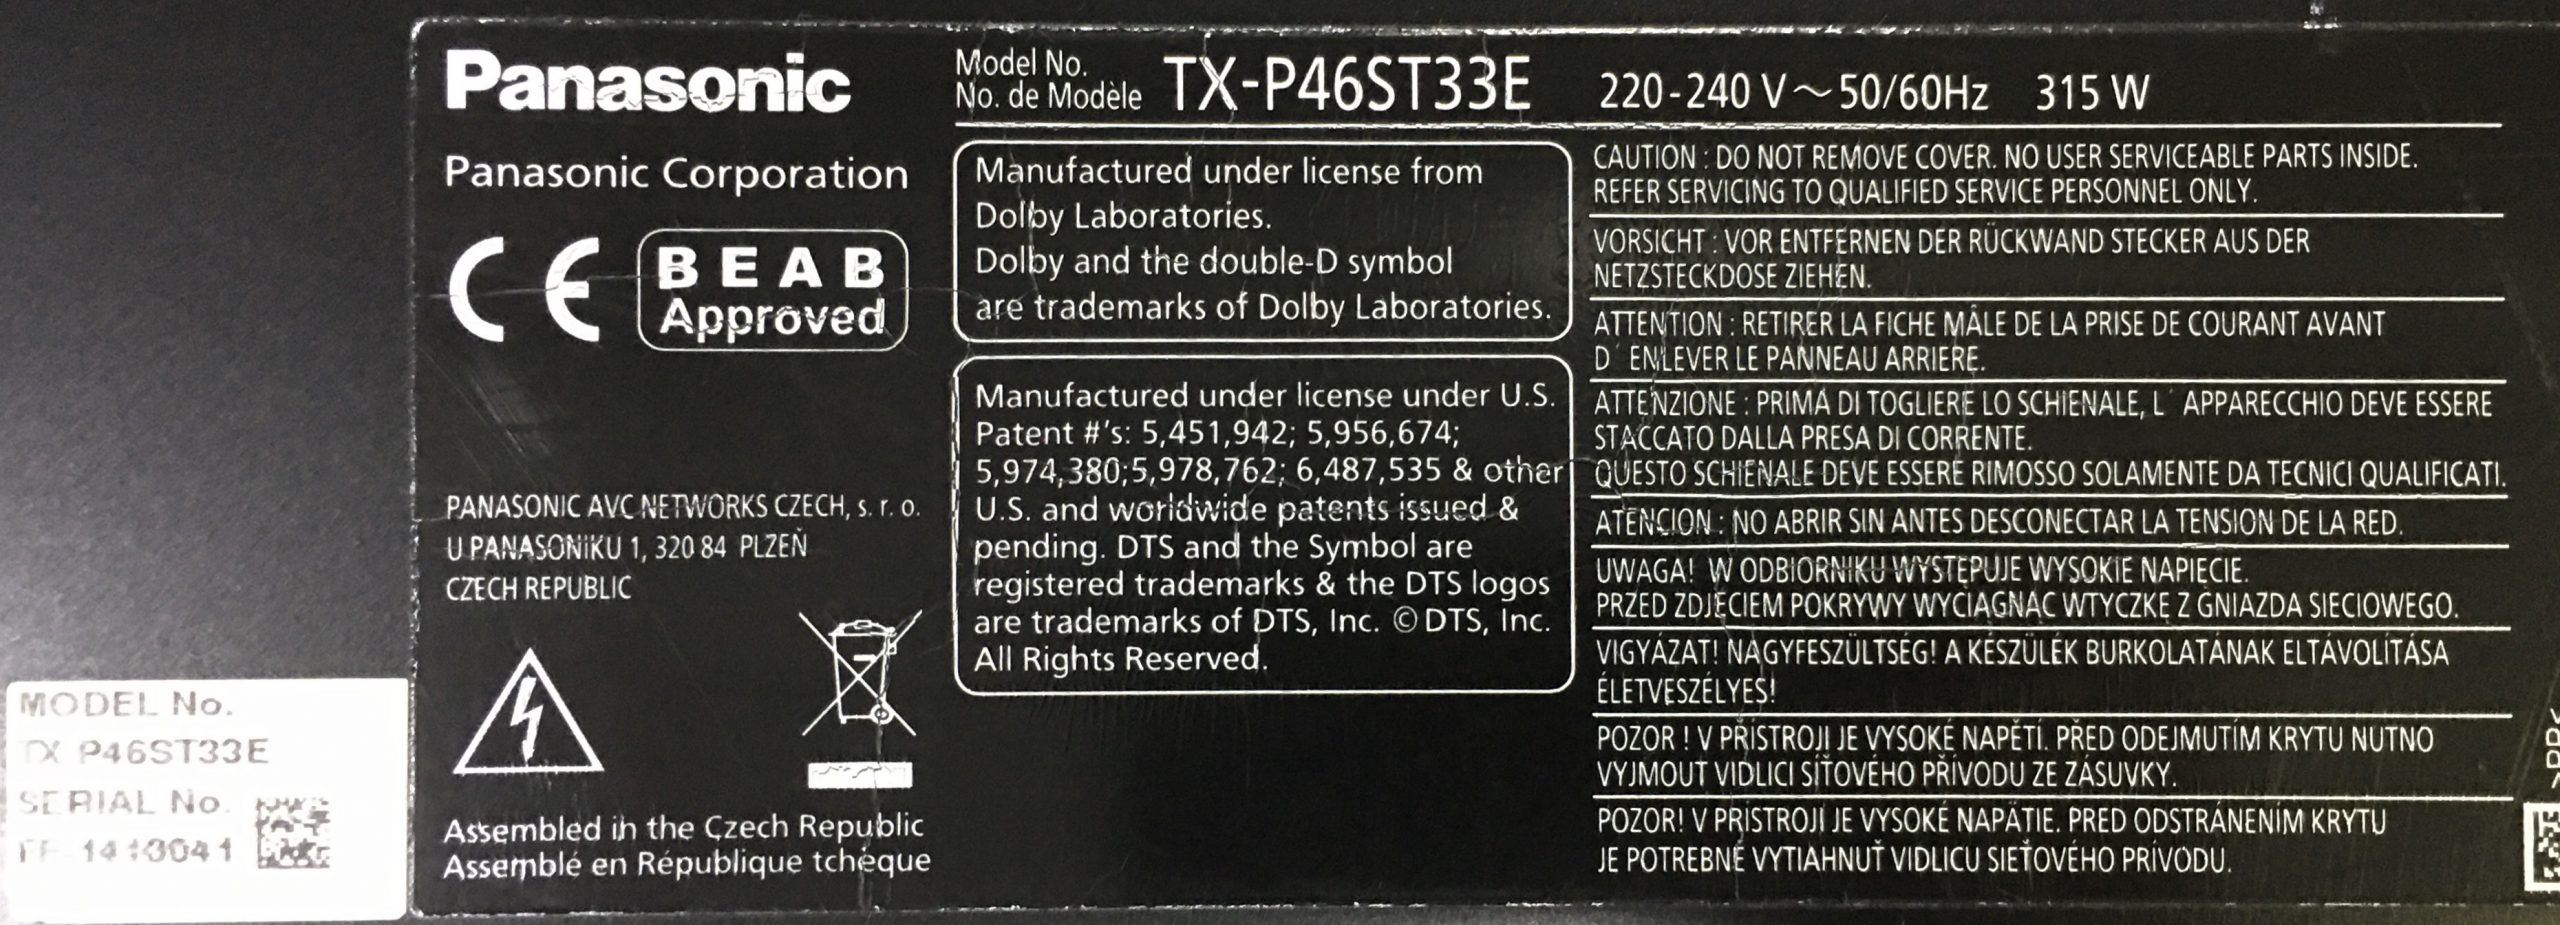 Panasonic
Model No.
No. de Modèle
TX-P46ST33E
220-240 V～50/60Hz 315 W
Panasonic Corporation
CE
BEAB
Approved
PANASONIC AVC NETWORKS CZECH, s. r. o.
U PANASONIKU 1, 320 84 PLZEŇ
CZECH REPUBLIC
Assembled in the Czech Republic
Assemblé en République tchèque
Manufactured under license from
Dolby Laboratories.
Dolby and the double-D symbol
are trademarks of Dolby Laboratories.
Manufactured under license under U.S.
Patent #'s: 5,451,942; 5,956,674;
5,974,380;5,978,762; 6,487,535 & other
U.S. and worldwide patents issued &
pending. DTS and the Symbol are
registered trademarks & the DTS logos
are trademarks of DTS, Inc. © DTS, Inc.
All Rights Reserved.
CAUTION : DO NOT REMOVE COVER. NO USER SERVICEABLE PARTS INSIDE.
REFER SERVICING TO QUALIFIED SERVICE PERSONNEL ONLY.
VORSICHT : VOR ENTFERNEN DER RÜCKWAND STECKER AUS DER
NETZSTECKDOSE ZIEHEN.
ATTENTION : RETIRER LA FICHE MÂLE DE LA PRISE DE COURANT AVANT
D´ ENLEVER LE PANNEAU ARRIERE.
ATTENZIONE : PRIMA DI TOGLIERE LO SCHIENALE, L´ APPARECCHIO DEVE ESSERE
STACCATO DALLA PRESA DI CORRENTE.
QUESTO SCHIENALE DEVE ESSERE RIMOSSO SOLAMENTE DA TECNICI QUALIFICATI.
ATENCION : NO ABRIR SIN ANTES DESCONECTAR LA TENSION DE LA RED.
UWAGA! W ODBIORNIKU WYSTĘPUJE WYSOKIE NAPIĘCIE.
PRZED ZDJĘCIEM POKRYWY WYCIĄGNĄĆ WTYCZKĘ Z GNIAZDA SIECIOWEGO.
VIGYÁZAT! NAGYFESZÜLTSÉG! A KÉSZÜLÉK BURKOLATÁNAK ELTÁVOLÍTÁSA
ÉLETVESZÉLYES!
POZOR ! V PŘÍSTROJI JE VYSOKÉ NAPĚTÍ. PŘED ODEJMUTÍM KRYTU NUTNO
VYJMOUT VIDLICI SÍŤOVÉHO PŘÍVODU ZE ZÁSUVKY.
POZOR! V PRÍSTROJI JE VYSOKÉ NAPÄTIE. PRED ODSTRÁNENÍM KRYTU
JE POTREBNÉ VYTIAHNUŤ VIDLICU SIEŤOVÉHO PRÍVODU.
MODEL No.
TX P46ST33E
SERIAL No.
1410041